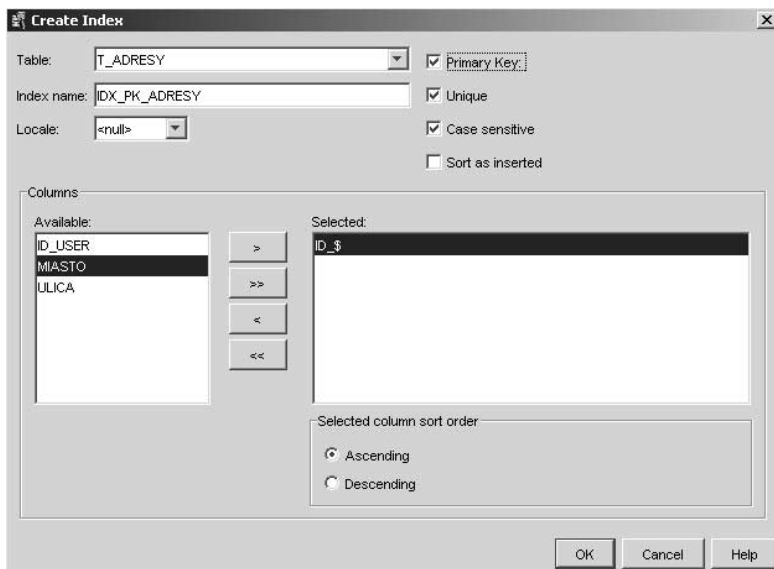 Create Index
Table: T_ADRESY
Primary Key:
Index name: IDX_PK_ADRESY
Unique
Locale: <null>
Case sensitive
Sort as inserted
Columns
Available:
Selected:
ID_USER
MIASTO
ULICA
>
>>
<
<<
ID_$
Selected column sort order
Ascending
Descending
OK Cancel Help